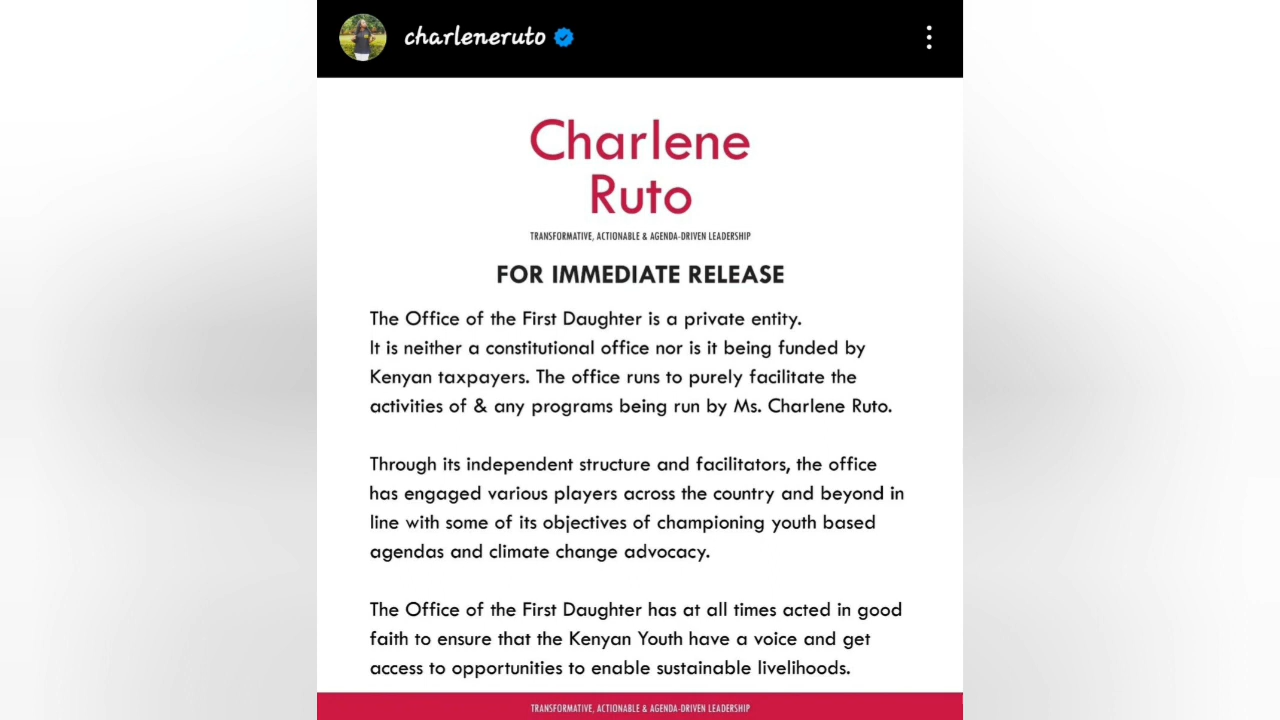 charleneruto
Charlene
Ruto
TRANSFORMATIVE, ACTIONABLE & AGENDA-DRIVEN LEADERSHIP
FOR IMMEDIATE RELEASE
The Office of the First Daughter is a private entity.
It is neither a constitutional office nor is it being funded by
Kenyan taxpayers. The office runs to purely facilitate the
activities of & any programs being run by Ms. Charlene Ruto.
Through its independent structure and facilitators, the office
has engaged various players across the country and beyond in
line with some of its objectives of championing youth based
agendas and climate change advocacy.
The Office of the First Daughter has at all times acted in good
faith to ensure that the Kenyan Youth have a voice and get
access to opportunities to enable sustainable livelihoods.
TRANSFORMATIVE, ACTIONABLE & AGENDA-DRIVEN LEADERSHIP